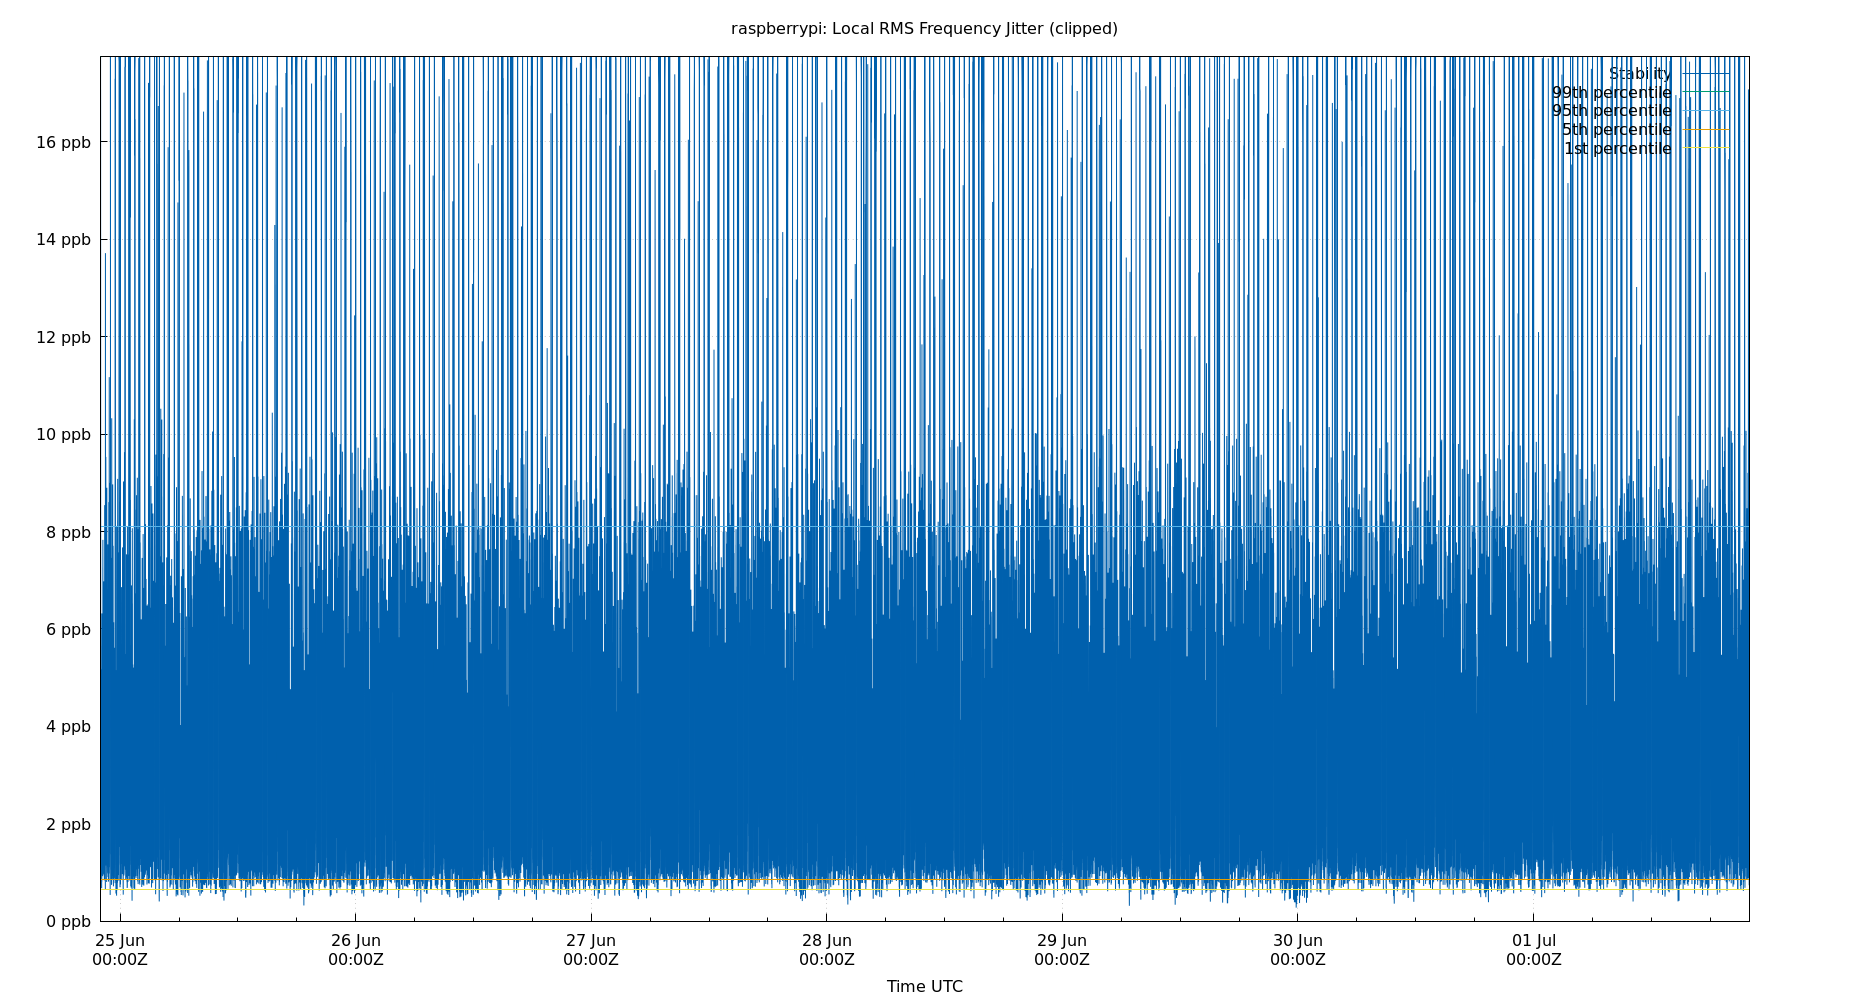 raspberrypi: Local RMS Frequency Jitter (clipped)
Stability
99th percentile
95th percentile
5th percentile
1st percentile
16 ppb
14 ppb
12 ppb
10 ppb
8 ppb
6 ppb
4 ppb
2 ppb
0 ppb
25 Jun 26 Jun 27 Jun 28 Jun 29 Jun 30 Jun 01 Jul
00:00Z 00:00Z 00:00Z 00:00Z 00:00Z 00:00Z 00:00Z
Time UTC